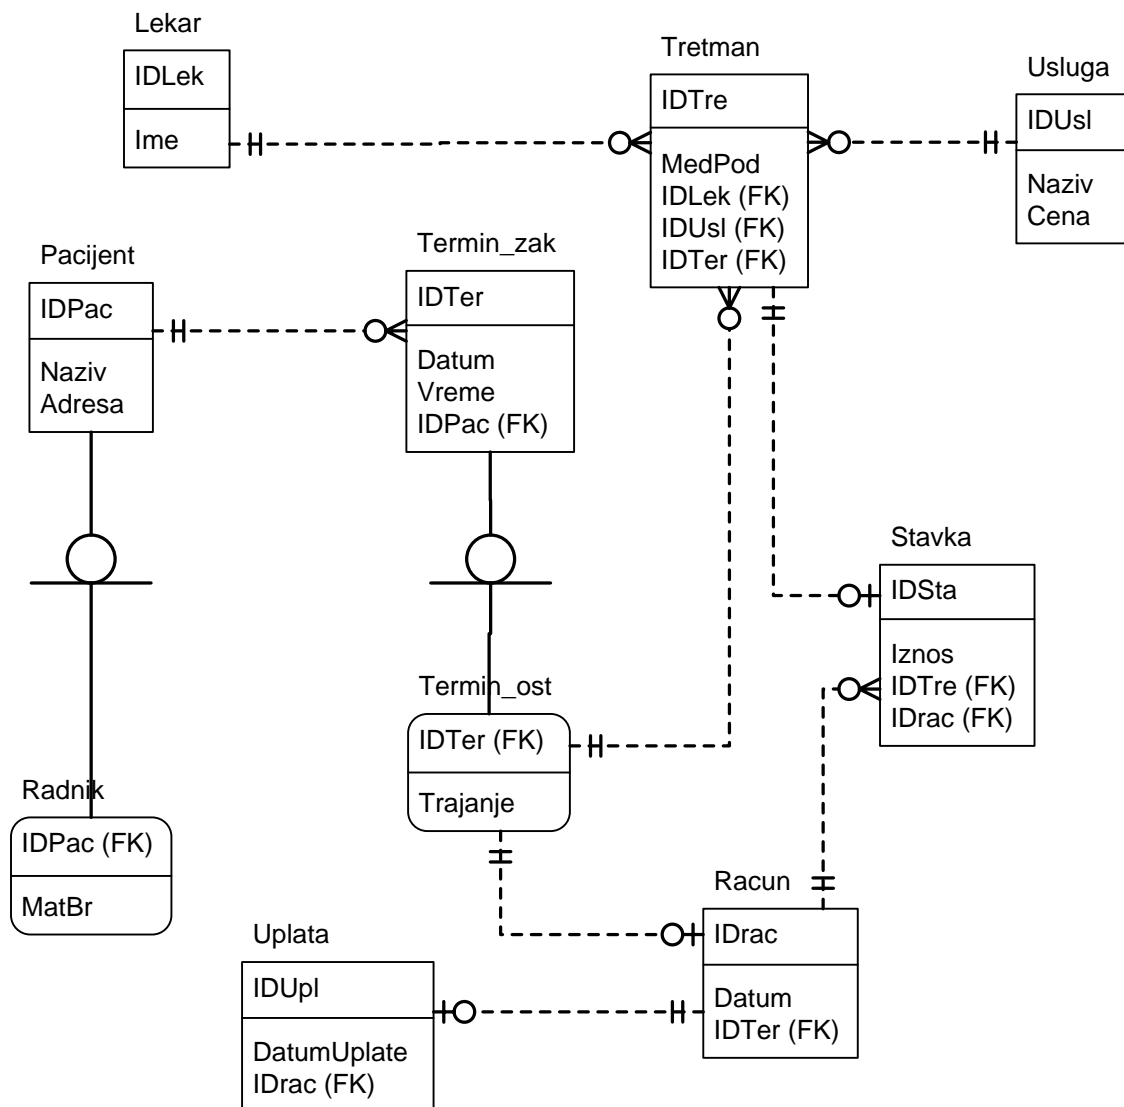 Lekar
IDLek
Ime
Tretman
IDTre
MedPod
IDLek (FK)
IDUsl (FK)
IDTer (FK)
Usluga
IDUsl
Naziv
Cena
Pacijent
IDPac
Naziv
Adresa
Termin_zak
IDTer
Datum
Vreme
IDPac (FK)
Stavka
IDSta
Iznos
IDTre (FK)
IDrac (FK)
Termin_ost
IDTer (FK)
Trajanje
Radnik
IDPac (FK)
MatBr
Racun
IDrac
Datum
IDTer (FK)
Uplata
IDUpl
DatumUplate
IDrac (FK)